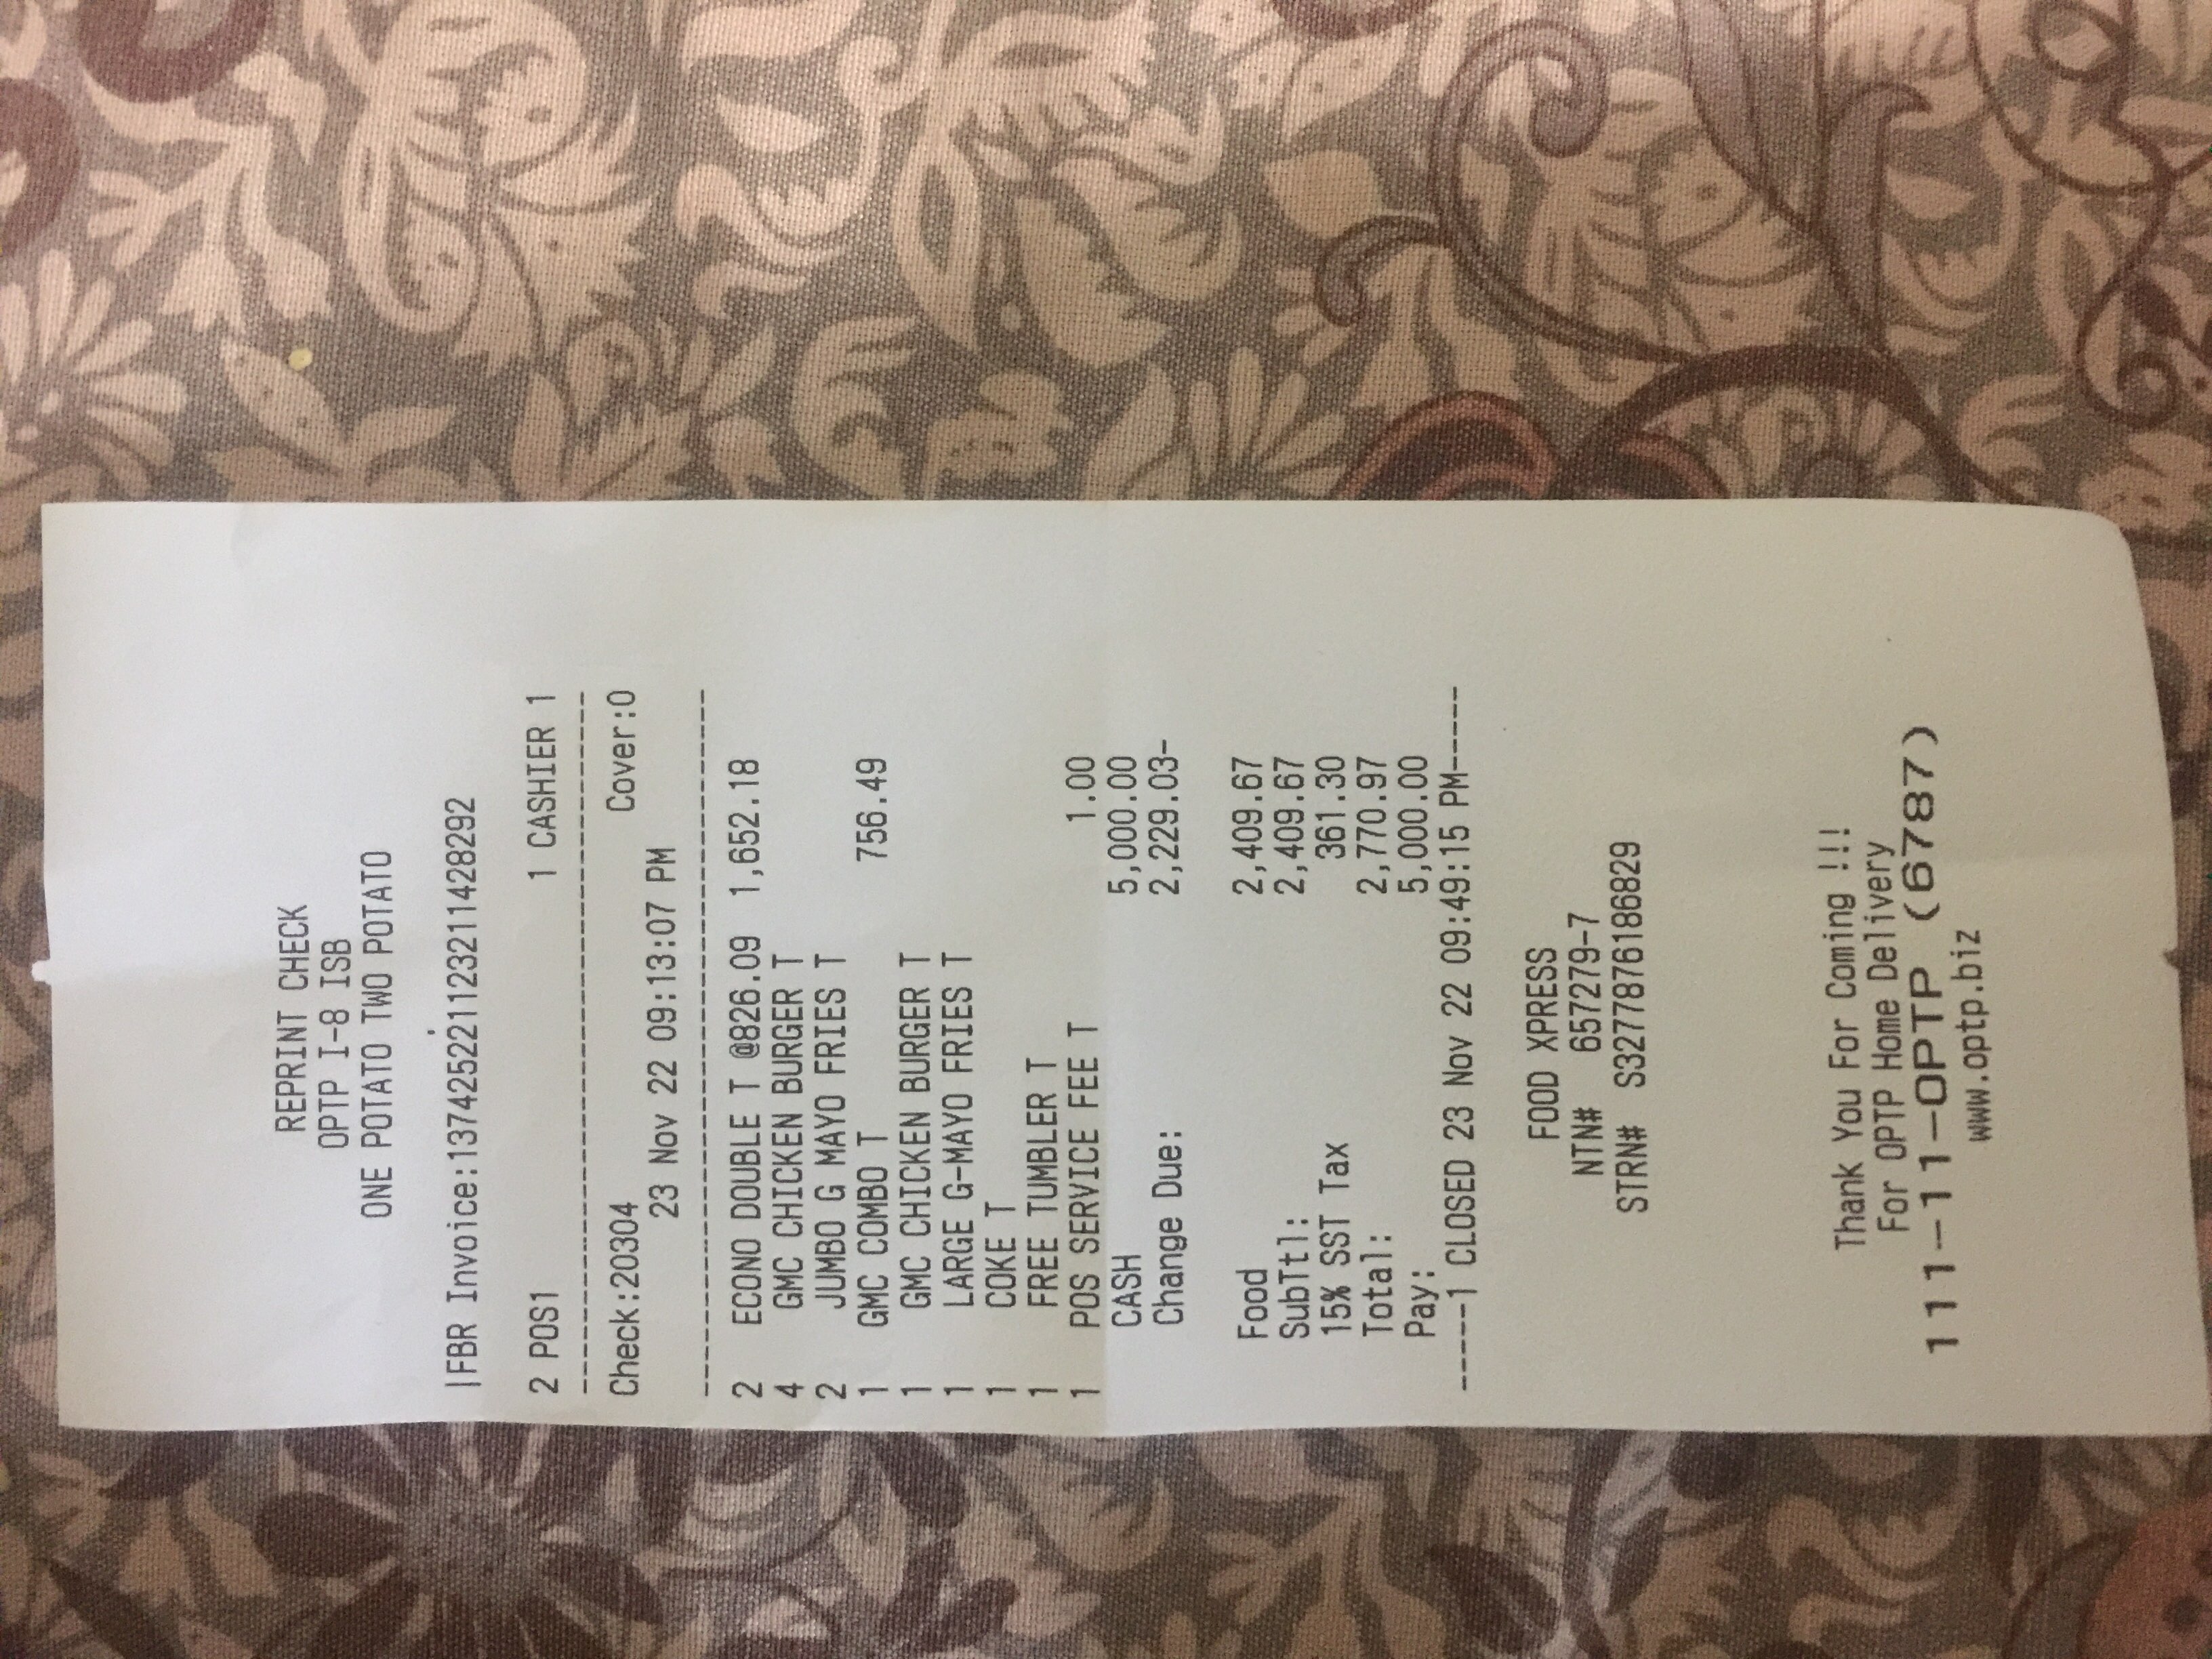 REPRINT CHECK
OPTP I-8 ISB
ONE POTATO TWO POTATO
.
|FBR Invoice:137425221123211428292
2 POS1 1 CASHIER 1
----------------------------------------
Check:20304 Cover:0
23 Nov 22 09:13:07 PM
----------------------------------------
2 ECONO DOUBLE T @826.09 1,652.18
4 GMC CHICKEN BURGER T
2 JUMBO G MAYO FRIES T
1 GMC COMBO T 756.49
1 GMC CHICKEN BURGER T
1 LARGE G-MAYO FRIES T
1 COKE T
1 FREE TUMBLER T
1 POS SERVICE FEE T 1.00
CASH 5,000.00
Change Due: 2,229.03-
Food 2,409.67
SubTtl: 2,409.67
15% SST Tax 361.30
Total: 2,770.97
Pay: 5,000.00
-----1 CLOSED 23 Nov 22 09:49:15 PM-----
FOOD XPRESS
NTN# 657279-7
STRN# S3277876186829
Thank You For Coming !!!
For OPTP Home Delivery
111-11-OPTP (6787)
www.optp.biz